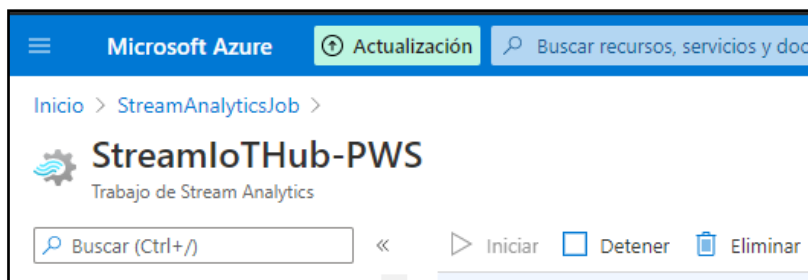 Microsoft Azure Actualización Buscar recursos, servicios y doc
Inicio > StreamAnalyticsJob >
StreamIoTHub-PWS
Trabajo de Stream Analytics
Buscar (Ctrl+/) « Iniciar Detener Eliminar